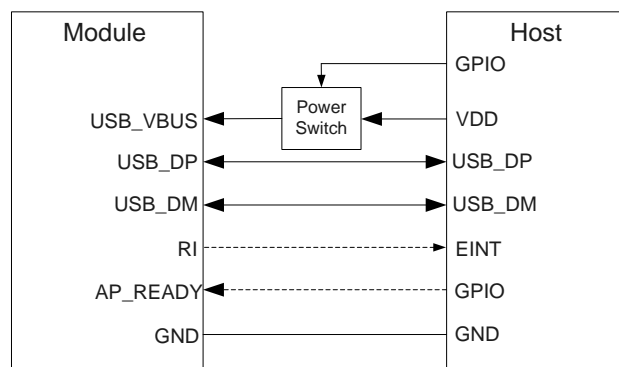 Module
Host
GPIO
Power
Switch
USB_VBUS
VDD
USB_DP
USB_DP
USB_DM
USB_DM
RI
EINT
AP_READY
GPIO
GND
GND